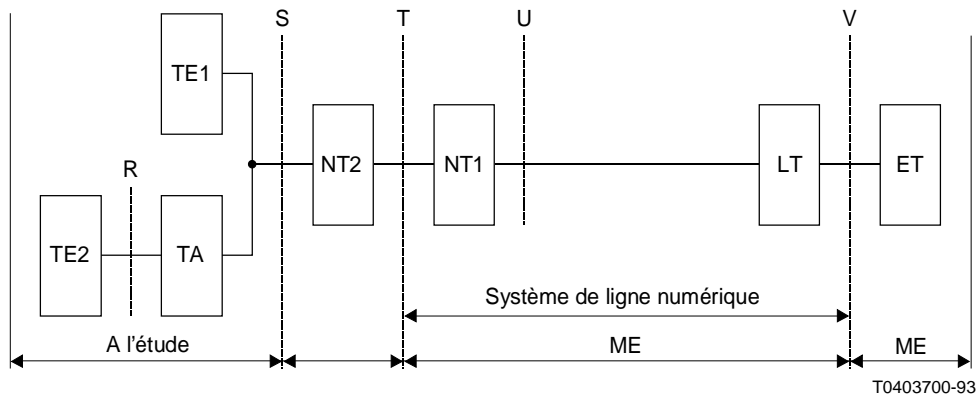 S T U V
TE1
NT2 NT1 LT ET
R
TE2 TA
Système de ligne numérique
A l'étude ME ME
T0403700-93